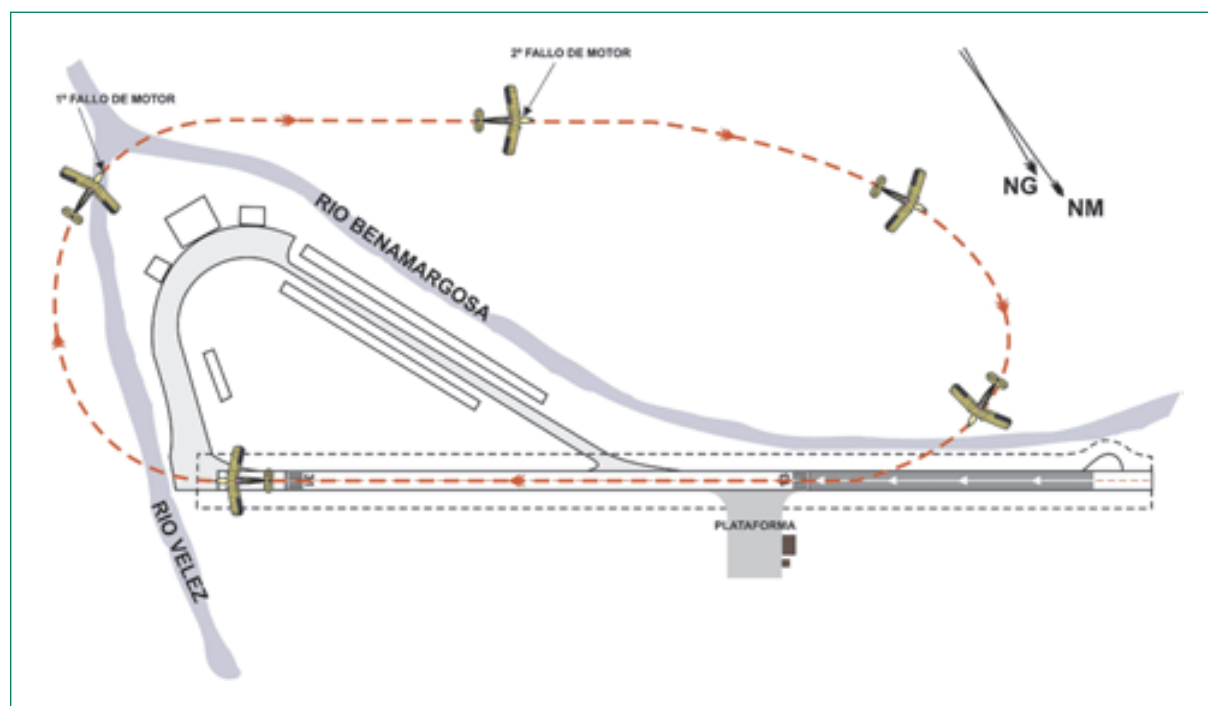 2º FALLO DE MOTOR
1º FALLO DE MOTOR
NG
NM
RIO BENAMARGOSA
PLATAFORMA
RIO VELEZ